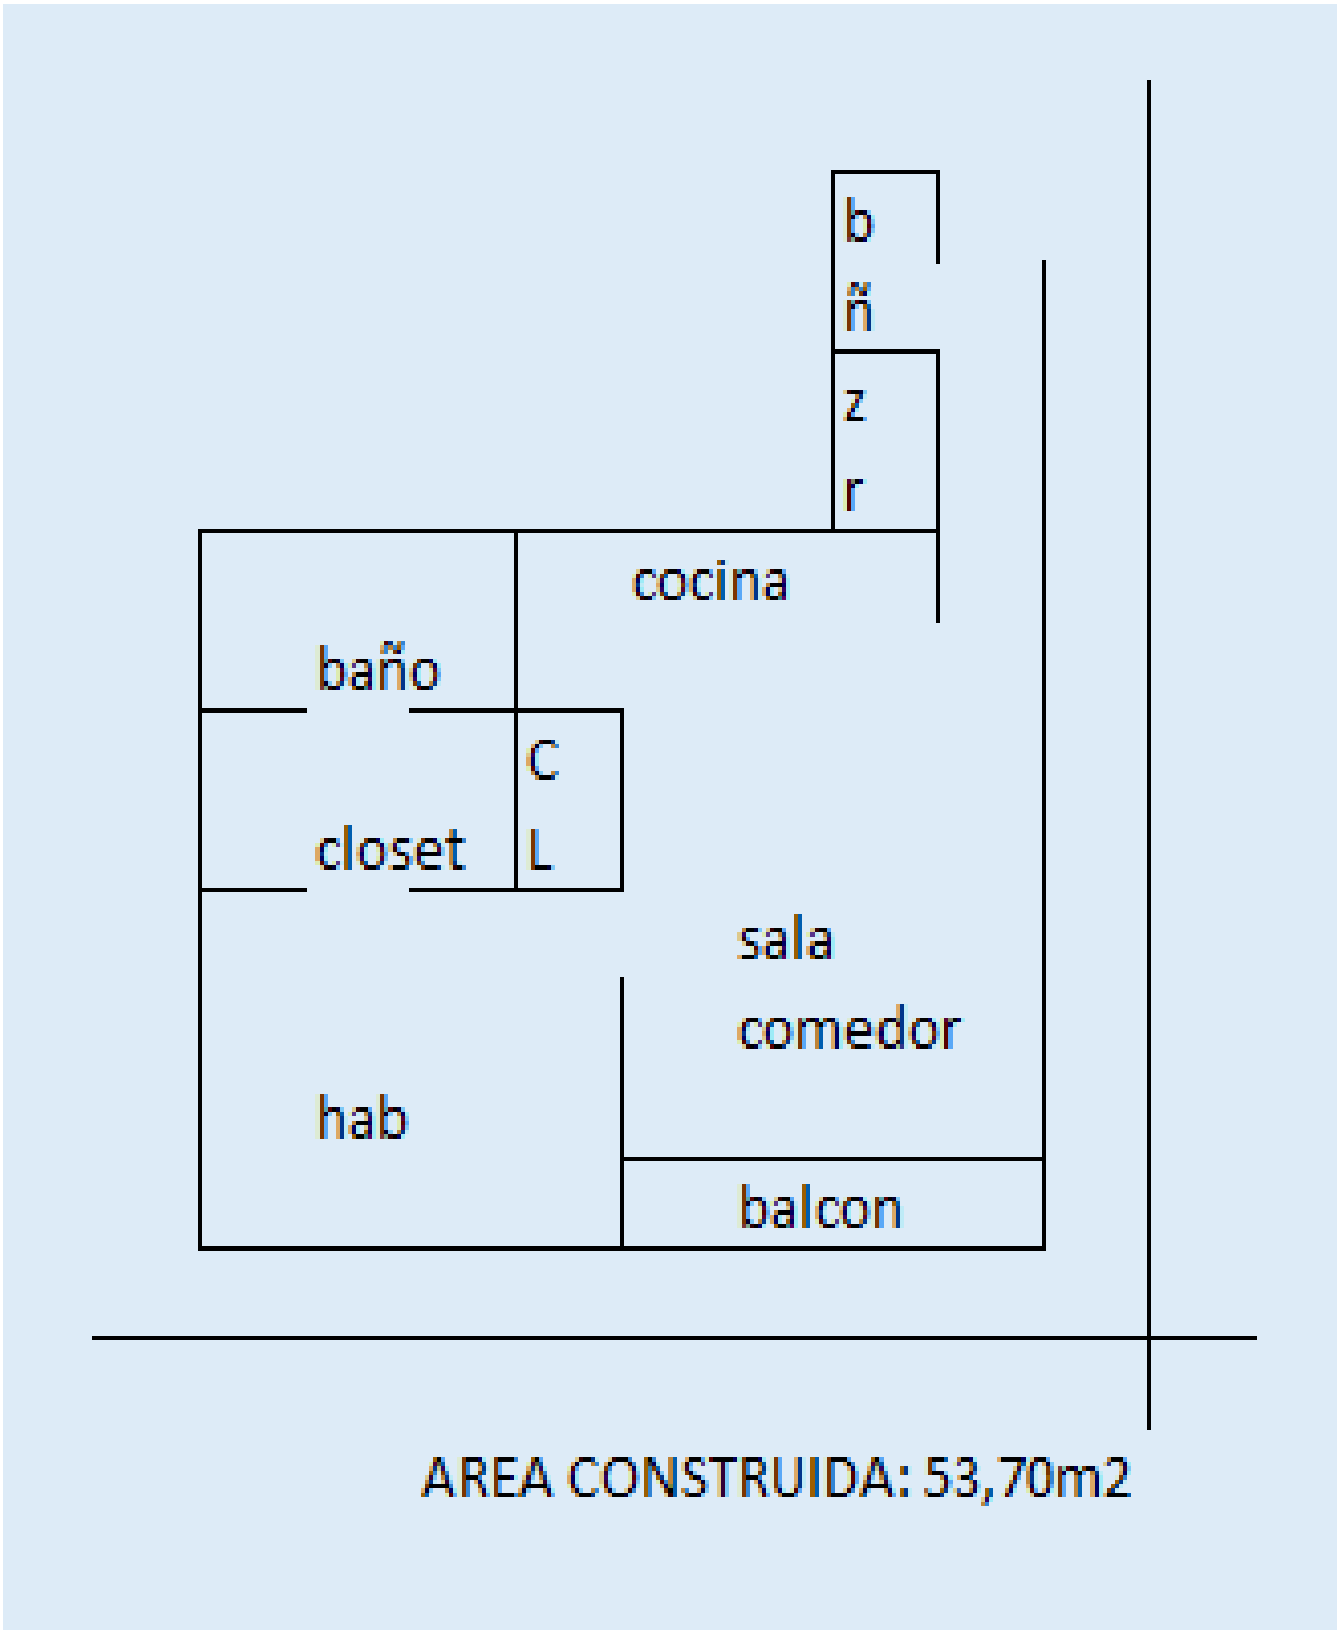 b
ñ
z
r
cocina
baño
C
closet L
sala
comedor
hab
balcon
AREA CONSTRUIDA: 53,70m2